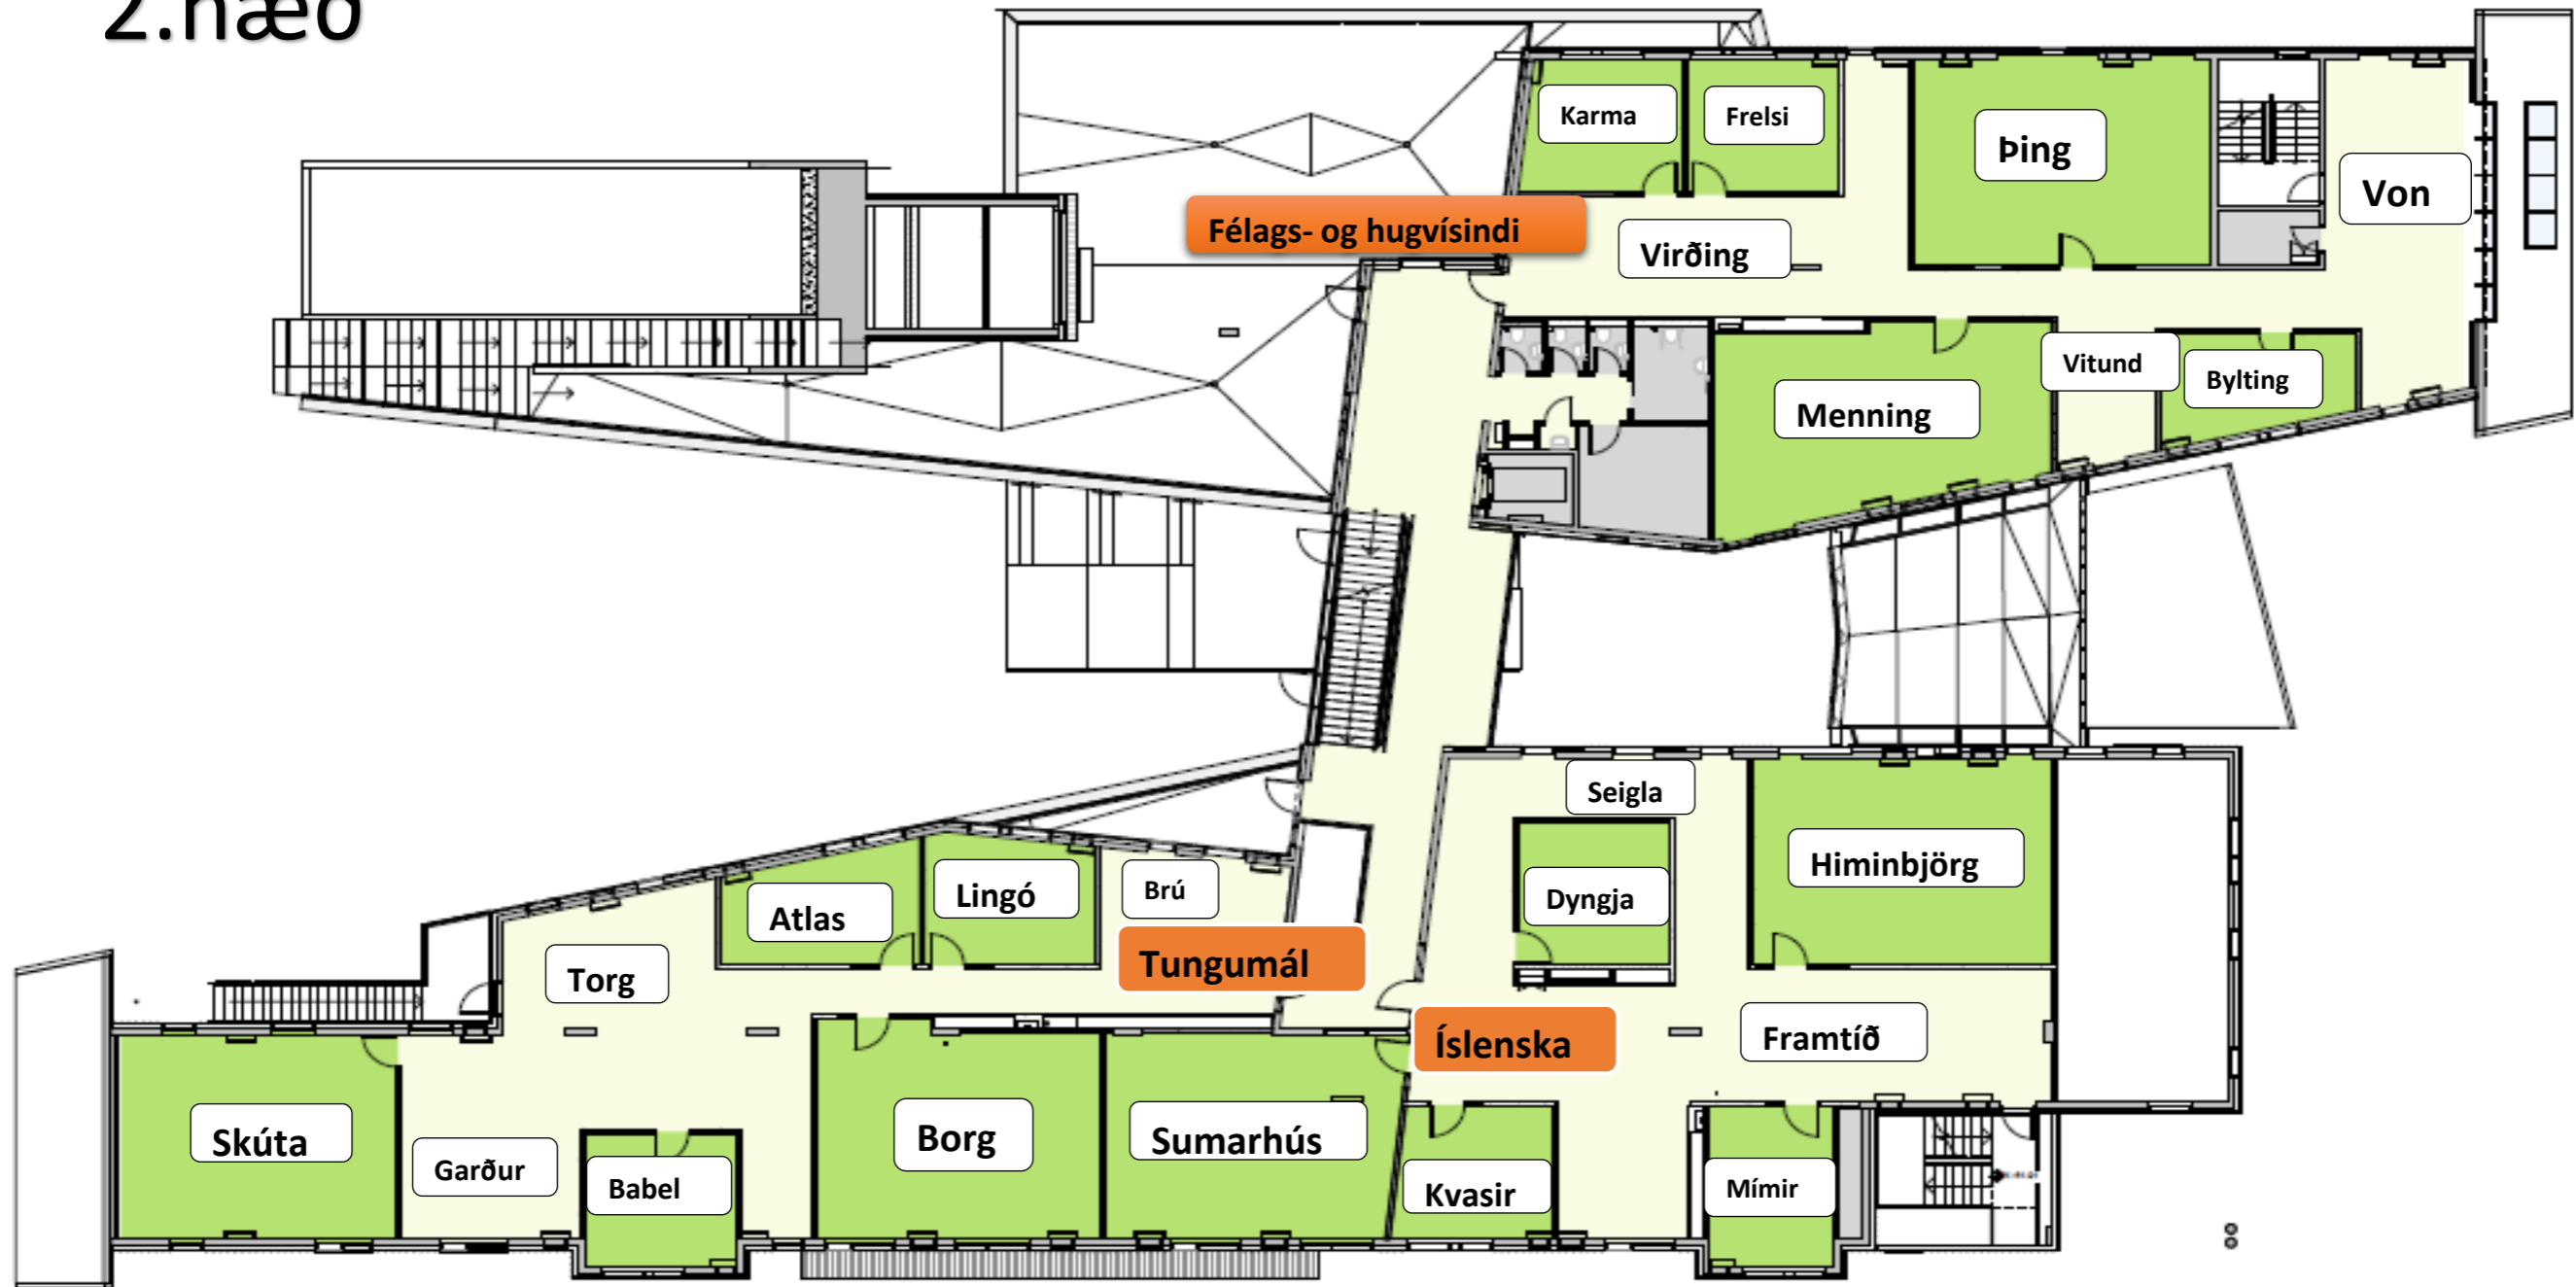 2.hæð
Karma
Frelsi
Þing
Von
Félags- og hugvísindi
Virðing
Vitund
Bylting
Menning
Seigla
Himinbjörg
Dyngja
Brú
Lingó
Atlas
Tungumál
Torg
Íslenska
Framtíð
Skúta
Garður
Babel
Borg
Sumarhús
Kvasir
Mímir